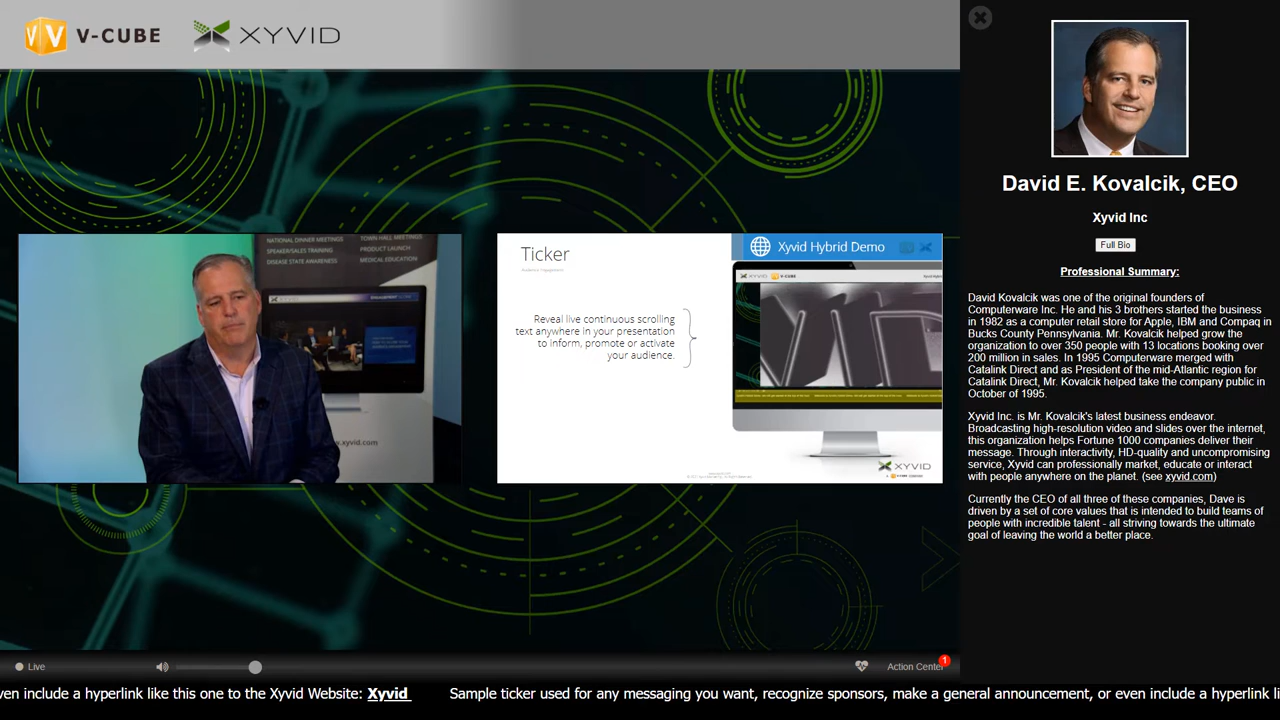 V-CUBE XYVID
NATIONAL DINNER MEETINGS
SPEAKER/SALES TRAINING
DISEASE STATE AWARENESS
TOWN HALL MEETINGS
PRODUCT LAUNCH
MEDICAL EDUCATION
.xyvid.com
Ticker
Audience Engagement
Reveal live continuous scrolling
text anywhere in your presentation
to inform, promote or activate
your audience.
Xyvid Hybrid Demo
XYVID V-CUBE
XYVID
David E. Kovalcik, CEO
Xyvid Inc
Full Bio
Professional Summary:
David Kovalcik was one of the original founders of
Computerware Inc. He and his 3 brothers started the business
in 1982 as a computer retail store for Apple, IBM and Compaq in
Bucks County Pennsylvania. Mr. Kovalcik helped grow the
organization to over 350 people with 13 locations booking over
200 million in sales. In 1995 Computerware merged with
Catalink Direct and as President of the mid-Atlantic region for
Catalink Direct, Mr. Kovalcik helped take the company public in
October of 1995.
Xyvid Inc. is Mr. Kovalcik's latest business endeavor.
Broadcasting high-resolution video and slides over the internet,
this organization helps Fortune 1000 companies deliver their
message. Through interactivity, HD-quality and uncompromising
service, Xyvid can professionally market, educate or interact
with people anywhere on the planet. (see xyvid.com)
Currently the CEO of all three of these companies, Dave is
driven by a set of core values that is intended to build teams of
people with incredible talent - all striving towards the ultimate
goal of leaving the world a better place.
Live
Action Center
1
ven include a hyperlink like this one to the Xyvid Website: Xyvid Sample ticker used for any messaging you want, recognize sponsors, make a general announcement, or even include a hyperlink li